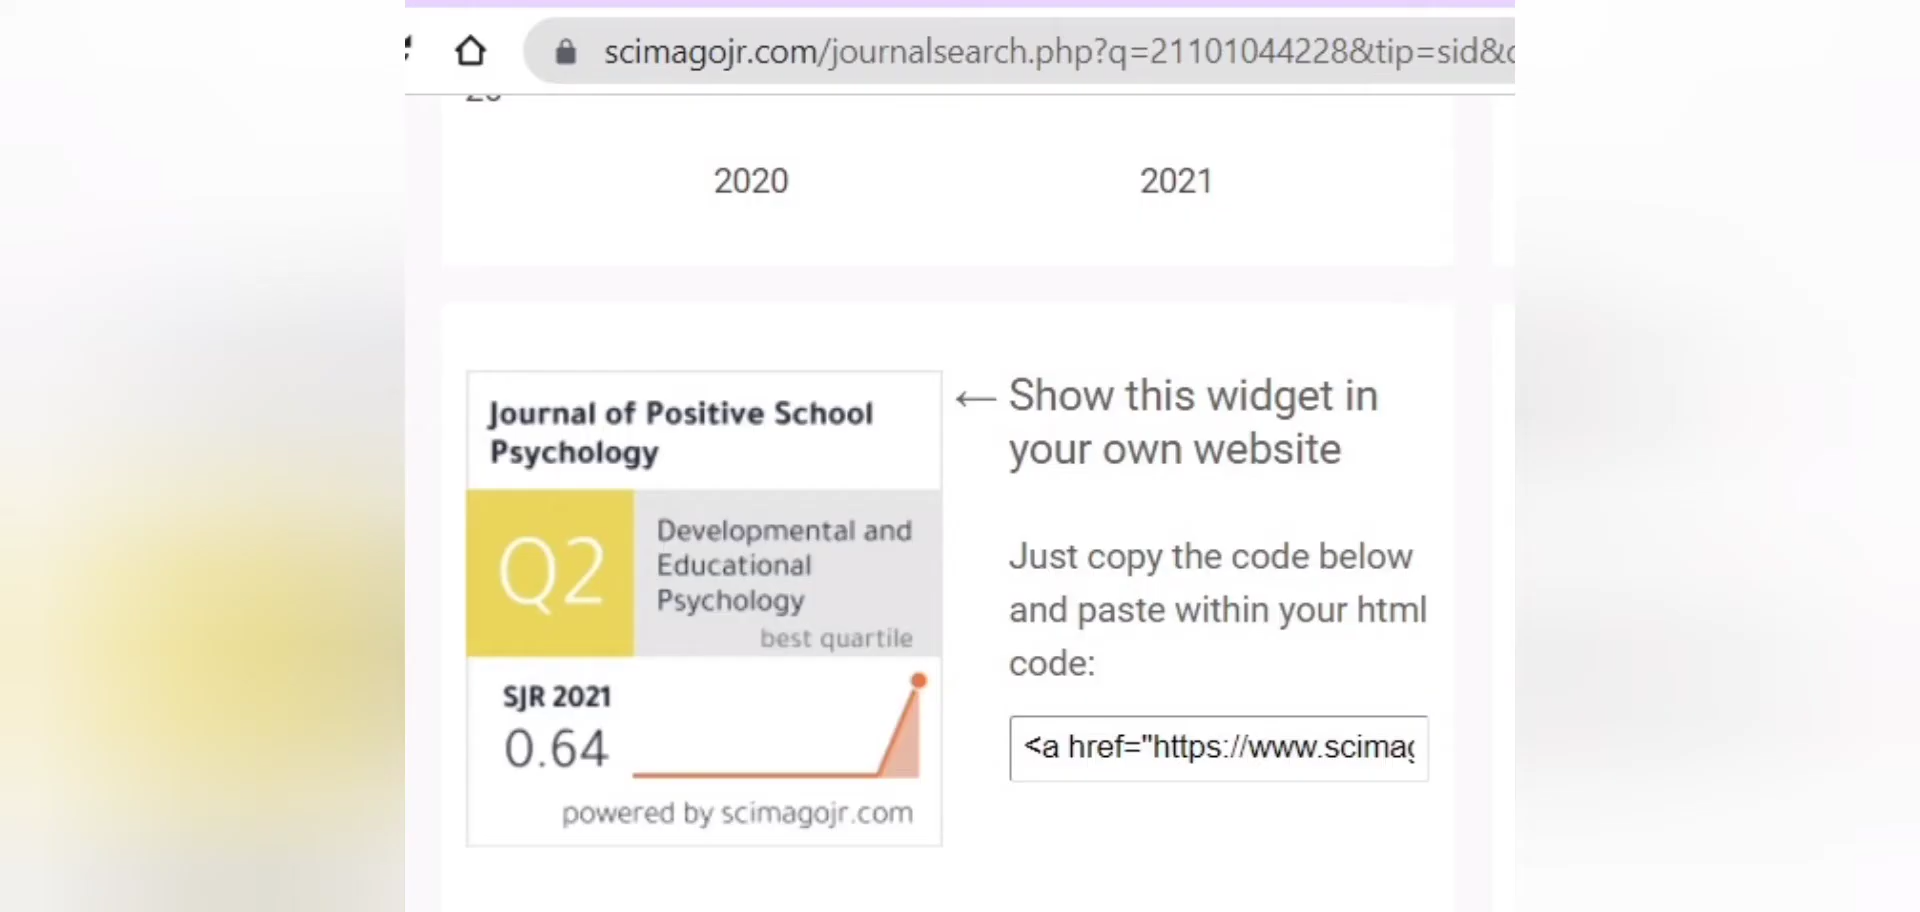 scimagojr.com/journalsearch.php?q=21101044228&tip=sid&
2020 2021
Journal of Positive School
Psychology
Q2
Developmental and
Educational
Psychology
best quartile
SJR 2021
0.64
powered by scimagojr.com
← Show this widget in
your own website
Just copy the code below
and paste within your html
code:
<a href="https://www.scimag